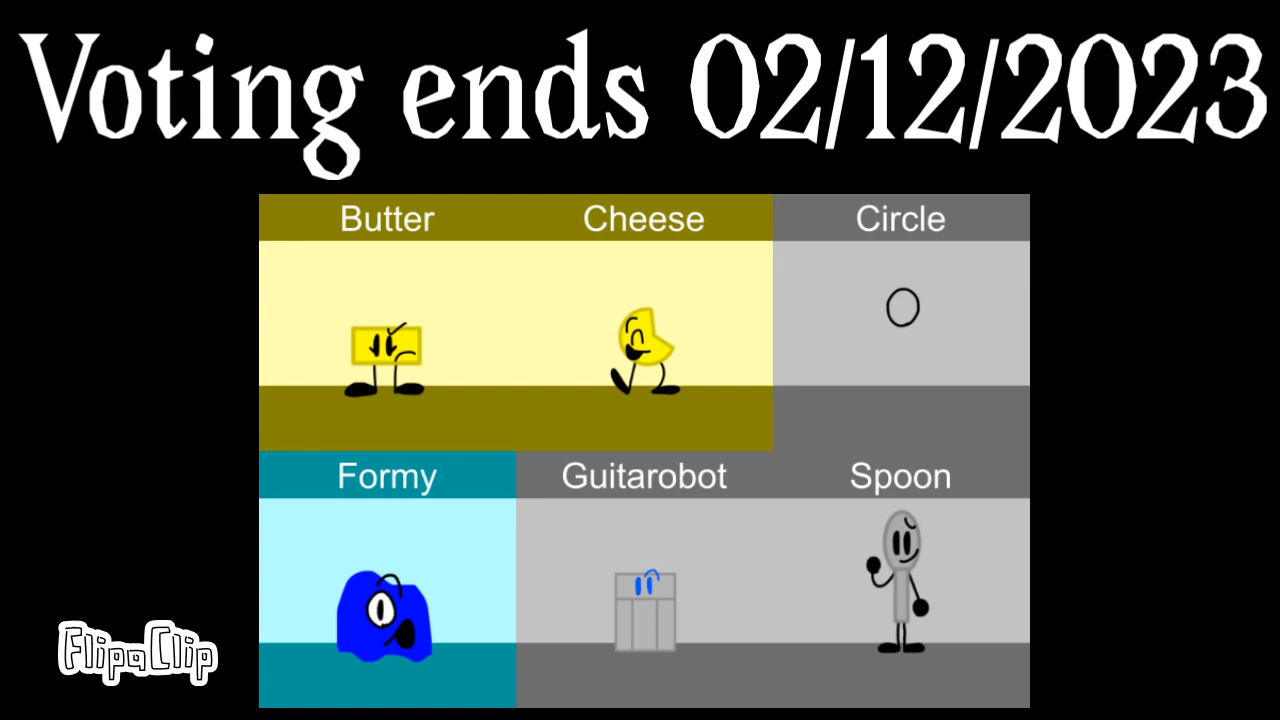 Voting ends 02/12/2023
Butter Cheese Circle
Formy Guitarobot Spoon
FlipaClip